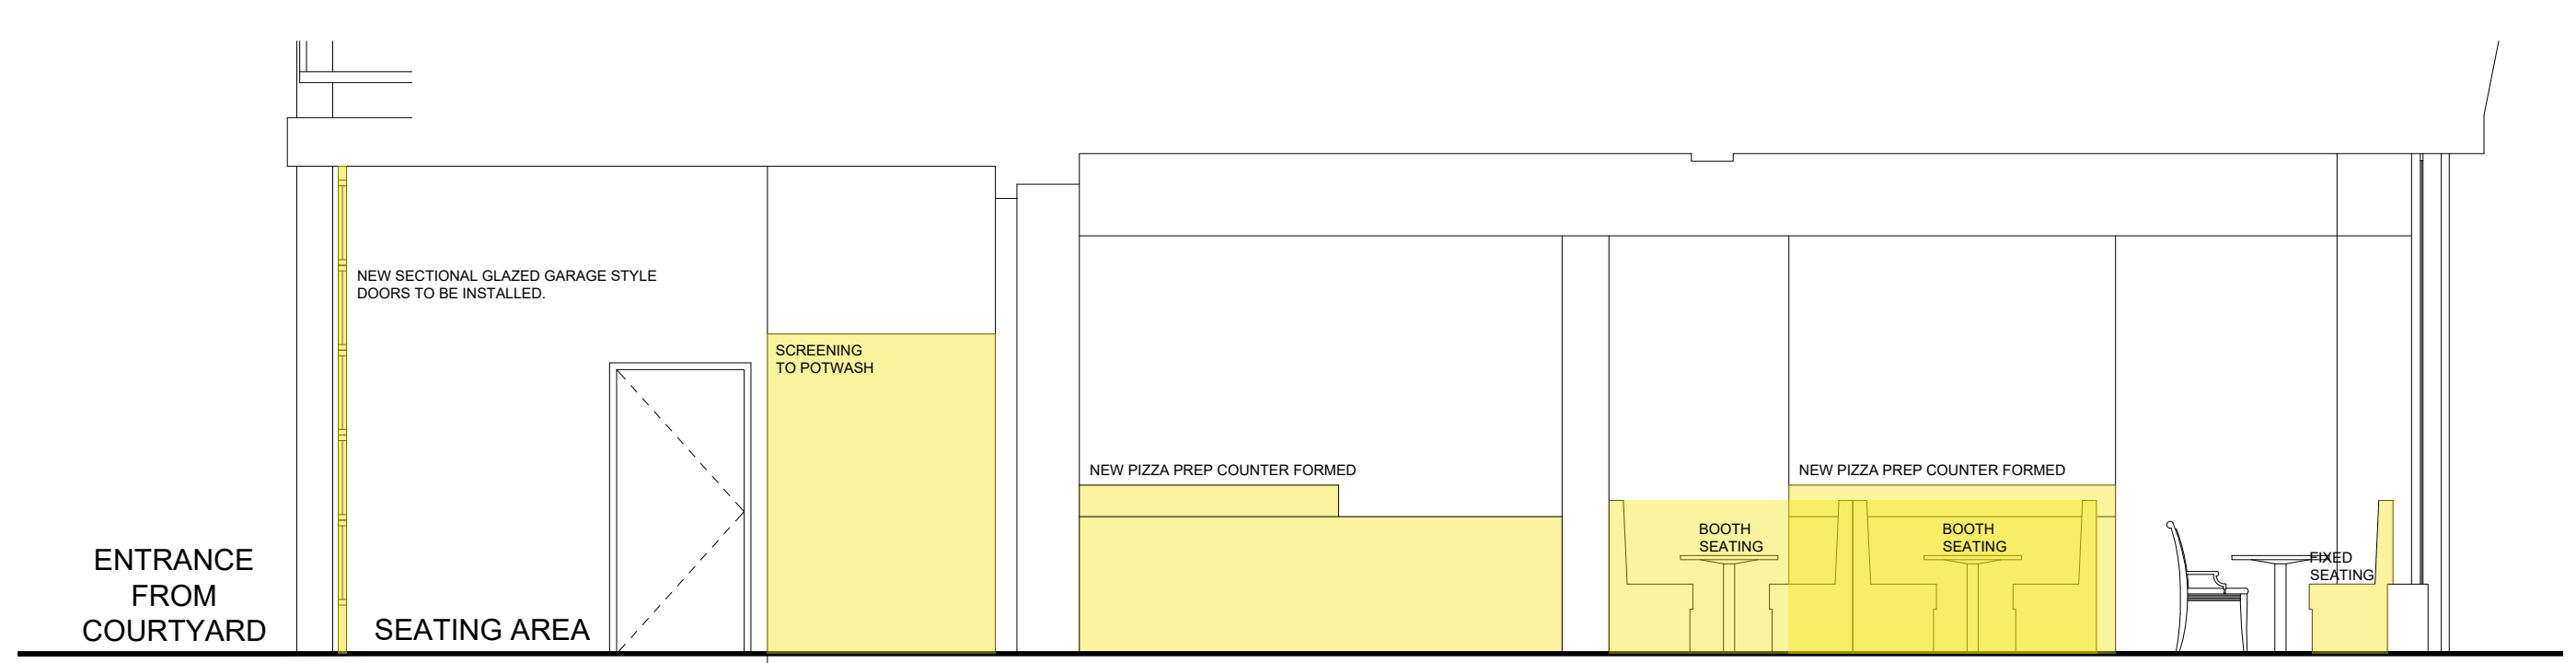 NEW SECTIONAL GLAZED GARAGE STYLE
DOORS TO BE INSTALLED.
SCREENING
TO POTWASH
NEW PIZZA PREP COUNTER FORMED
NEW PIZZA PREP COUNTER FORMED
BOOTH
SEATING
BOOTH
SEATING
FIXED
SEATING
ENTRANCE
FROM
COURTYARD
SEATING AREA